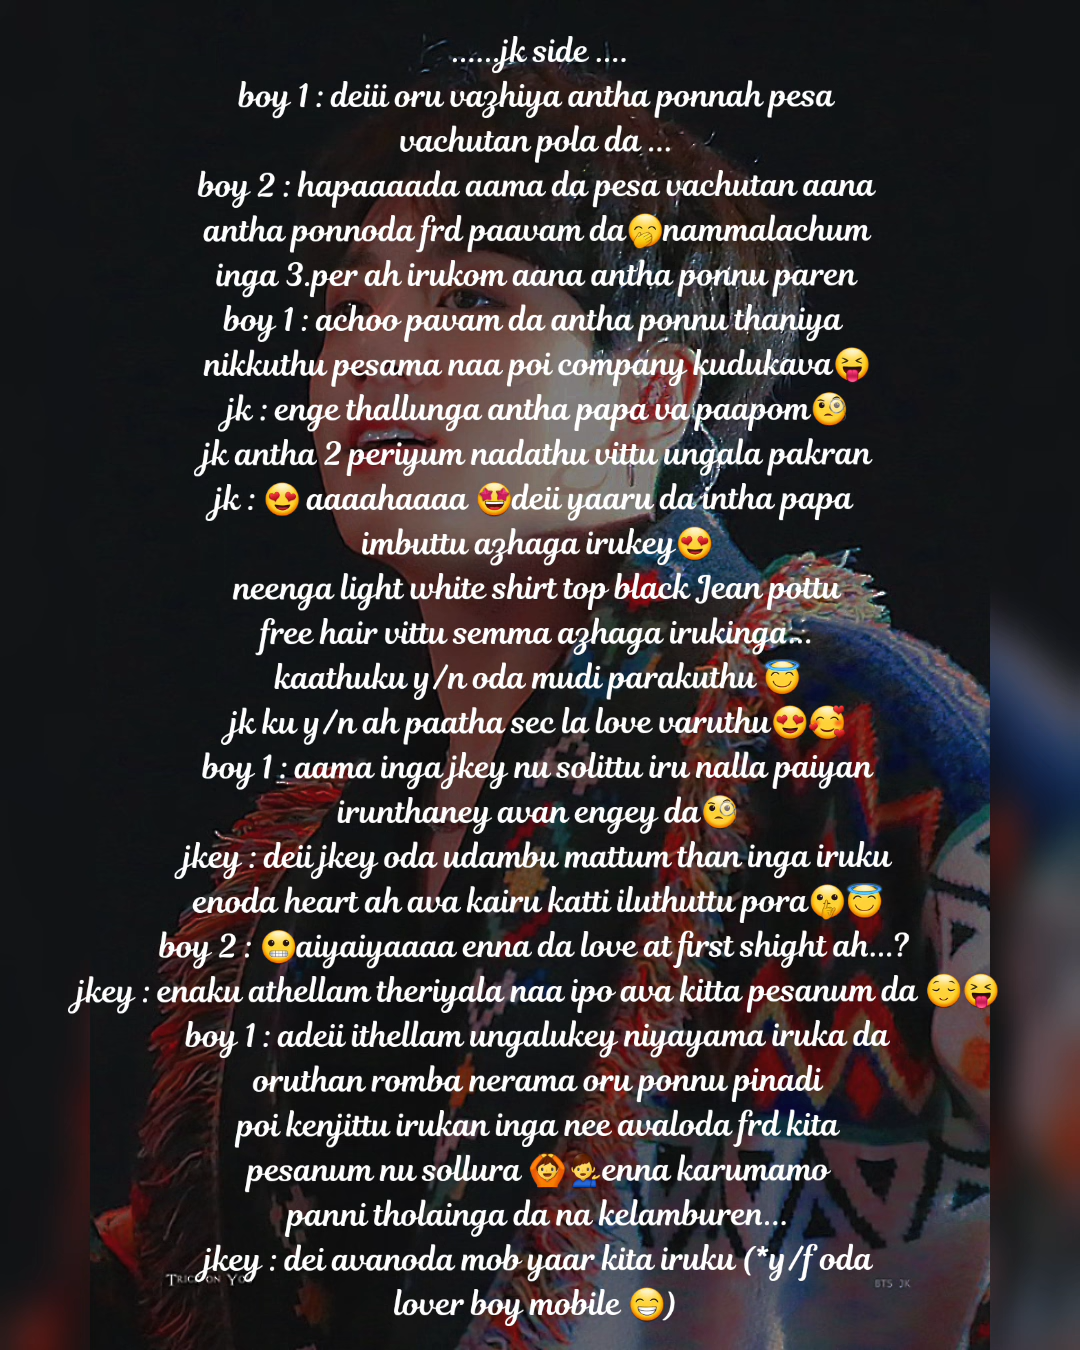 ......jk side ....
boy 1 : deiii oru vazhiya antha ponnah pesa
vachutan pola da ...
boy 2 : hapaaaada aama da pesa vachutan aana
antha ponnoda frd paavam da🤭nammalachum
inga 3.per ah irukom aana antha ponnu paren
boy 1 : achoo pavam da antha ponnu thaniya
nikkuthu pesama naa poi company kudukava😝
jk : enge thallunga antha papa va paapom🧐
jk antha 2 periyum nadathu vittu ungala pakran
jk : 😍 aaaahaaaa 🤩deii yaaru da intha papa
imbuttu azhaga irukey😍
neenga light white shirt top black Jean pottu
free hair vittu semma azhaga irukinga...
kaathuku y/n oda mudi parakuthu 😇
jk ku y/n ah paatha sec la love varuthu😍🥰
boy 1 : aama inga jkey nu solittu iru nalla paiyan
irunthaney avan engey da🧐
jkey : deii jkey oda udambu mattum than inga iruku
enoda heart ah ava kairu katti iluthuttu pora🤫😇
boy 2 : 😬aiyaiyaaaa enna da love at first shight ah...?
jkey : enaku athellam theriyala naa ipo ava kitta pesanum da 😌😝
boy 1 : adeii ithellam ungalukey niyayama iruka da
oruthan romba nerama oru ponnu pinadi
poi kenjittu irukan inga nee avaloda frd kita
pesanum nu sollura 🙆🤦enna karumamo
panni tholainga da na kelamburen...
jkey : dei avanoda mob yaar kita iruku (*y/f oda
lover boy mobile 😁)
BTS JK